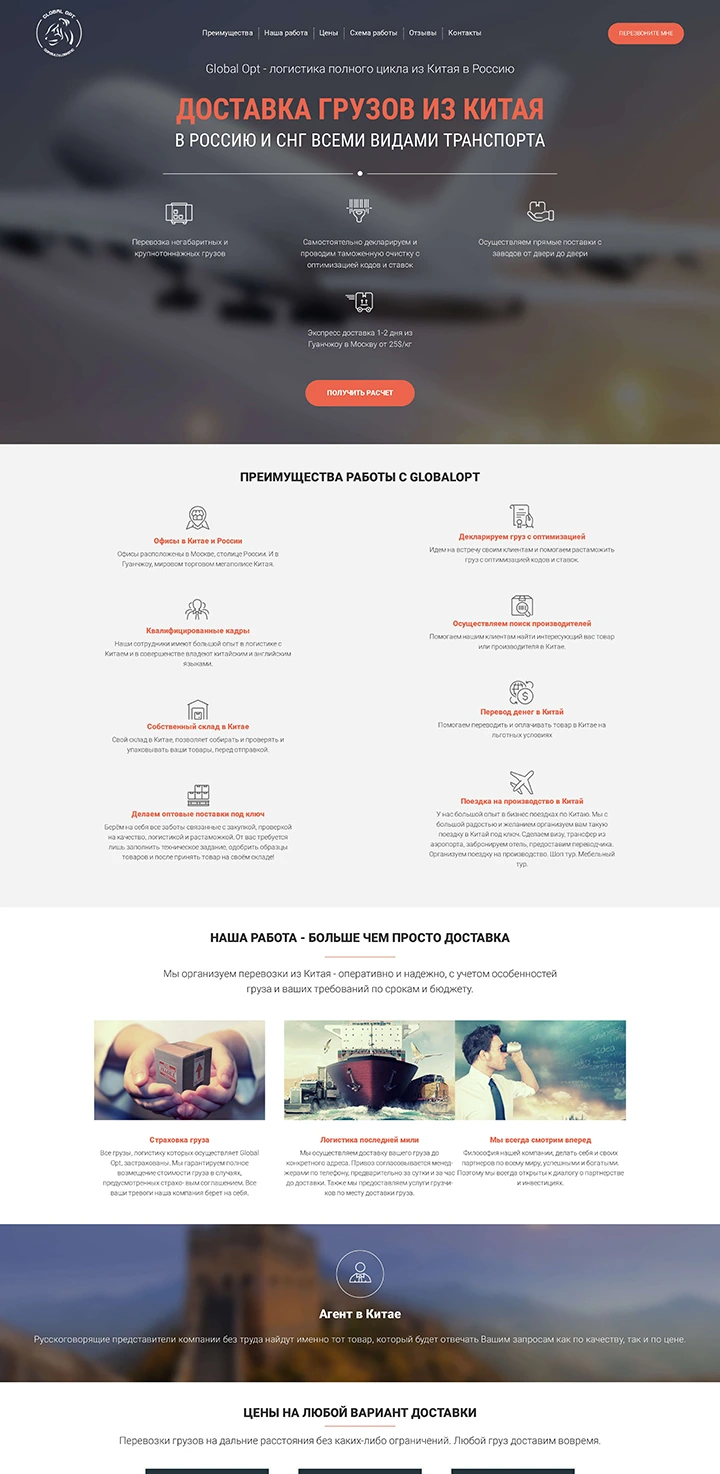 GLOBAL OPT
Преимущества
Наша работа
Цены
Схема работы
Отзывы
Контакты
ПЕРЕЗВОНИТЕ МНЕ
Global Opt - логистика полного цикла из Китая в Россию
ДОСТАВКА ГРУЗОВ ИЗ КИТАЯ
В РОССИЮ И СНГ ВСЕМИ ВИДАМИ ТРАНСПОРТА
Перевозка негабаритных и
крупнотоннажных грузов
Самостоятельно декларируем и
проводим таможенную очистку с
оптимизацией кодов и ставок
Осуществляем прямые поставки с
заводов от двери до двери
Экспресс доставка 1-2 дня из
Гуанчжоу в Москву от 25$/кг
ПОЛУЧИТЬ РАСЧЕТ
ПРЕИМУЩЕСТВА РАБОТЫ С GLOBALOPT
Офисы в Китае и России
Офисы расположены в Москве, столице России. И в
Гуанчжоу, мировом торговом мегаполисе Китая.
Квалифицированные кадры
Наши сотрудники имеют большой опыт в логистике с
Китаем и в совершенстве владеют китайским и английским
языками.
Собственный склад в Китае
Свой склад в Китае, позволяет собирать и проверять и
упаковывать ваши товары, перед отправкой.
Делаем оптовые поставки под ключ
Берём на себя все заботы связанные с закупкой, проверкой
на качество, логистикой и растаможкой. От вас требуется
лишь заполнить техническое задание, одобрить образцы
товаров и после принять товар на своём складе!
Декларируем груз с оптимизацией
Идем на встречу своим клиентам и помогаем растаможить
груз с оптимизацией кодов и ставок.
Осуществляем поиск производителей
Помогаем нашим клиентам найти интересующий вас товар
или производителя в Китае.
Перевод денег в Китай
Помогаем переводить и оплачивать товар в Китае на
льготных условиях
Поездка на производство в Китай
У нас большой опыт в бизнес поездках по Китаю. Мы с
большой радостью и желанием организуем вам такую
поездку в Китай под ключ. Сделаем визу, трансфер из
аэропорта, забронируем отель, предоставим переводчика.
Организуем поездку на производство. Шоп тур. Мебельный
тур.
НАША РАБОТА - БОЛЬШЕ ЧЕМ ПРОСТО ДОСТАВКА
Мы организуем перевозки из Китая - оперативно и надежно, с учетом особенностей
груза и ваших требований по срокам и бюджету.
Страховка груза
Все грузы, логистику которых осуществляет Global
Opt, застрахованы. Мы гарантируем полное
возмещение стоимости груза в случаях,
предусмотренных страхо- вым соглашением. Все
ваши тревоги наша компания берет на себя.
Логистика последней мили
Мы осуществляем доставку вашего груза до
конкретного адреса. Привоз согласовывается менед-
жерами по телефону, предварительно за сутки и за час
до доставки. Также мы предоставляем услуги грузчи-
ков по месту доставки груза.
Мы всегда смотрим вперед
Философия нашей компании, делать себя и своих
партнеров по всему миру, успешными и богатыми.
Поэтому мы всегда открыты к диалогу о партнерстве
и инвестициях.
Агент в Китае
Русскоговорящие представители компании без труда найдут именно тот товар, который будет отвечать Вашим запросам как по качеству, так и по цене.
ЦЕНЫ НА ЛЮБОЙ ВАРИАНТ ДОСТАВКИ
Перевозки грузов на дальние расстояния без каких-либо ограничений. Любой груз доставим вовремя.